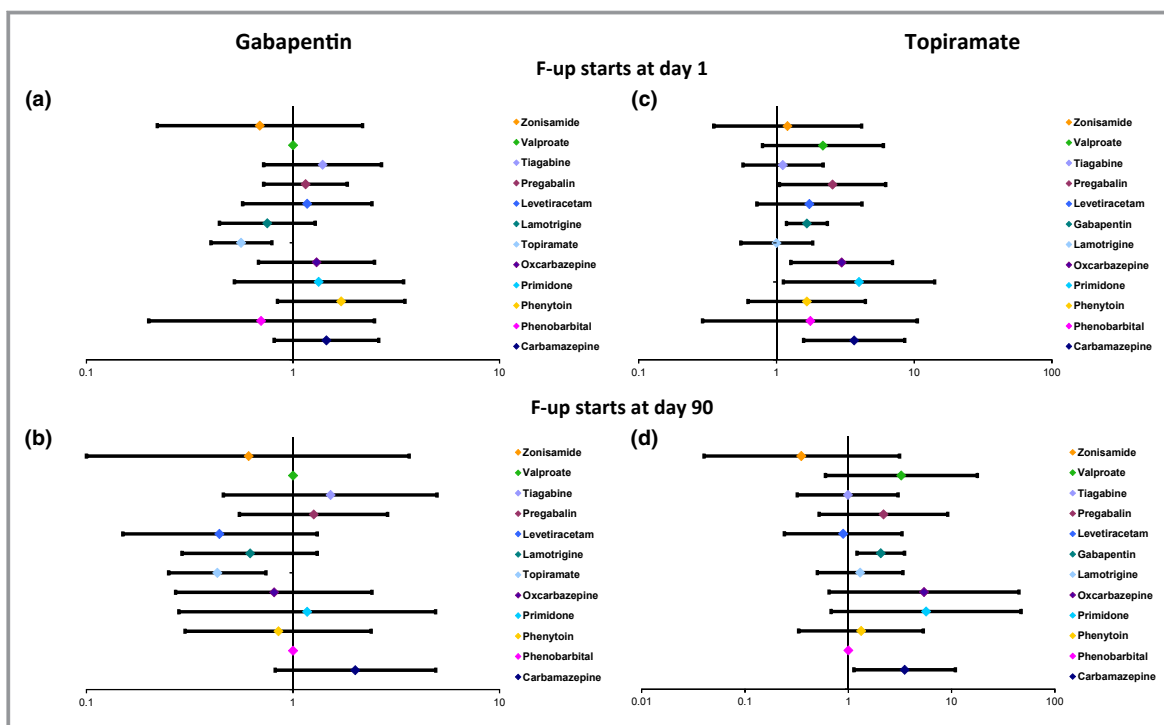 Gabapentin
Topiramate
F-up starts at day 1
(a)
Zonisamide
Valproate
Tiagabine
Pregabalin
Levetiracetam
Lamotrigine
Topiramate
Oxcarbazepine
Primidone
Phenytoin
Phenobarbital
Carbamazepine
0.1 1 10
(c)
Zonisamide
Valproate
Tiagabine
Pregabalin
Levetiracetam
Gabapentin
Lamotrigine
Oxcarbazepine
Primidone
Phenytoin
Phenobarbital
Carbamazepine
0.1 1 10 100
F-up starts at day 90
(b)
Zonisamide
Valproate
Tiagabine
Pregabalin
Levetiracetam
Lamotrigine
Topiramate
Oxcarbazepine
Primidone
Phenytoin
Phenobarbital
Carbamazepine
0.1 1 10
(d)
Zonisamide
Valproate
Tiagabine
Pregabalin
Levetiracetam
Gabapentin
Lamotrigine
Oxcarbazepine
Primidone
Phenytoin
Phenobarbital
Carbamazepine
0.01 0.1 1 10 100